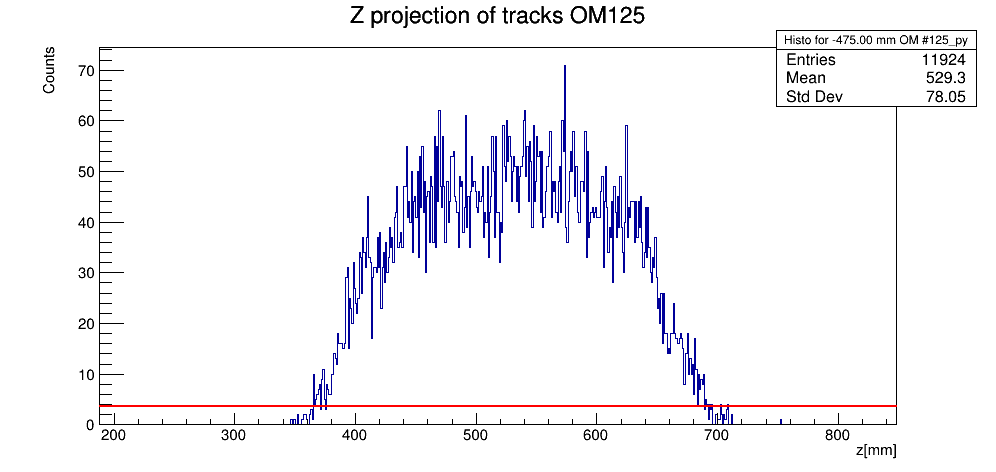 Z projection of tracks OM125
Histo for -475.00 mm OM #125_py
Entries 11924
Mean 529.3
Std Dev 78.05
Counts
70
60
50
40
30
20
10
0
200 300 400 500 600 700 800
z[mm]